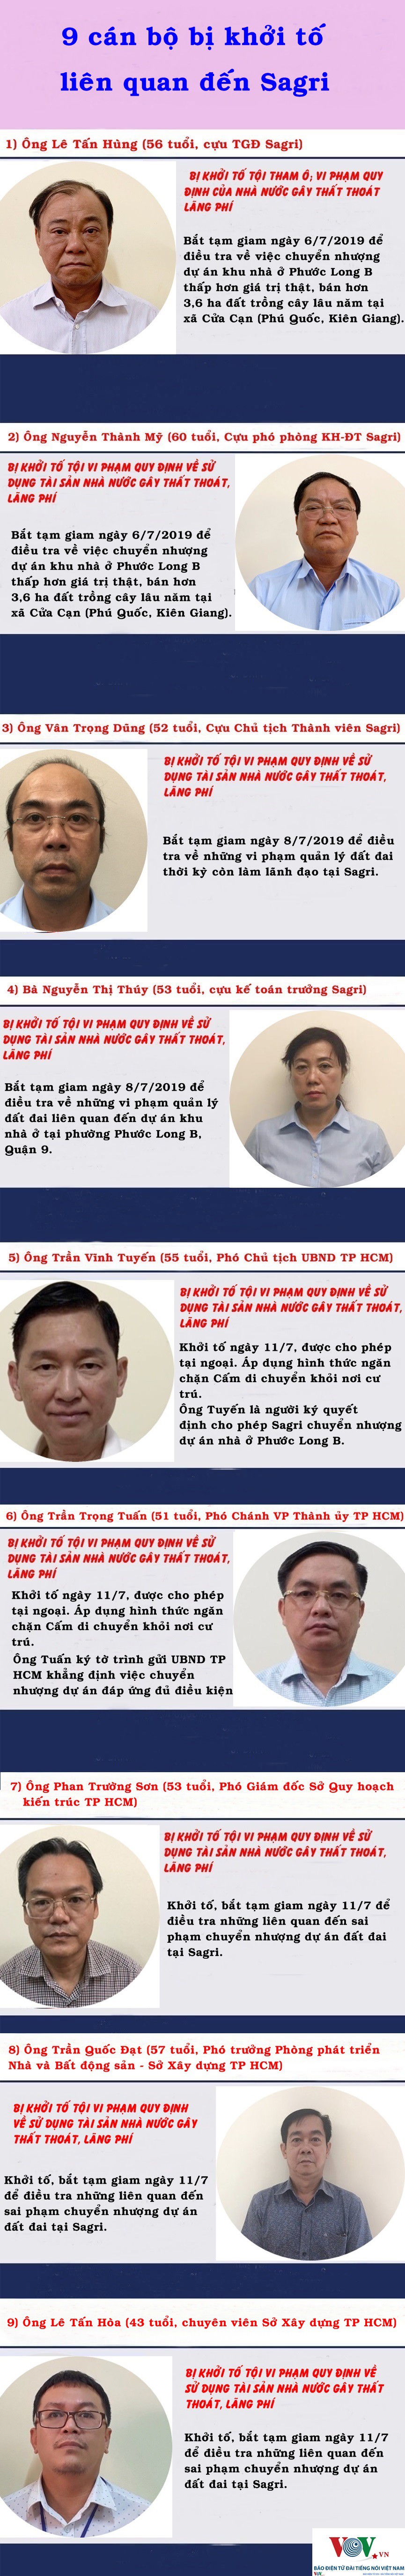 9 cán bộ bị khởi tố
liên quan đến Sagri
1) Ông Lê Tấn Hùng (56 tuổi, cựu TGĐ Sagri)
BỊ KHỞI TỐ TỘI THAM Ô; VI PHẠM QUY
ĐỊNH CỦA NHÀ NƯỚC GÂY THẤT THOÁT
LÃNG PHÍ
Bắt tạm giam ngày 6/7/2019 để
điều tra về việc chuyển nhượng
dự án khu nhà ở Phước Long B
thấp hơn giá trị thật, bán hơn
3,6 ha đất trồng cây lâu năm tại
xã Cửa Cạn (Phú Quốc, Kiên Giang).
2) Ông Nguyễn Thành Mỹ (60 tuổi, Cựu phó phòng KH-ĐT Sagri)
BỊ KHỞI TỐ TỘI VI PHẠM QUY ĐỊNH VỀ SỬ
DỤNG TÀI SẢN NHÀ NƯỚC GÂY THẤT THOÁT,
LÃNG PHÍ
Bắt tạm giam ngày 6/7/2019 để
điều tra về việc chuyển nhượng
dự án khu nhà ở Phước Long B
thấp hơn giá trị thật, bán hơn
3,6 ha đất trồng cây lâu năm tại
xã Cửa Cạn (Phú Quốc, Kiên Giang).
3) Ông Vân Trọng Dũng (52 tuổi, Cựu Chủ tịch Thành viên Sagri)
BỊ KHỞI TỐ TỘI VI PHẠM QUY ĐỊNH VỀ SỬ
DỤNG TÀI SẢN NHÀ NƯỚC GÂY THẤT THOÁT,
LÃNG PHÍ
Bắt tạm giam ngày 8/7/2019 để điều
tra về những vi phạm quản lý đất đai
thời kỳ còn làm lãnh đạo tại Sagri.
4) Bà Nguyễn Thị Thúy (53 tuổi, cựu kế toán trưởng Sagri)
BỊ KHỞI TỐ TỘI VI PHẠM QUY ĐỊNH VỀ SỬ
DỤNG TÀI SẢN NHÀ NƯỚC GÂY THẤT THOÁT,
LÃNG PHÍ
Bắt tạm giam ngày 8/7/2019 để
điều tra về những vi phạm quản lý
đất đai liên quan đến dự án khu
nhà ở tại phường Phước Long B,
Quận 9.
5) Ông Trần Vĩnh Tuyến (55 tuổi, Phó Chủ tịch UBND TP HCM)
BỊ KHỞI TỐ TỘI VI PHẠM QUY ĐỊNH VỀ SỬ
DỤNG TÀI SẢN NHÀ NƯỚC GÂY THẤT THOÁT,
LÃNG PHÍ
Khởi tố ngày 11/7, được cho phép
tại ngoại. Áp dụng hình thức ngăn
chặn Cấm di chuyển khỏi nơi cư
trú.
Ông Tuyến là người ký quyết
định cho phép Sagri chuyển nhượng
dự án nhà ở Phước Long B.
6) Ông Trần Trọng Tuấn (51 tuổi, Phó Chánh VP Thành ủy TP HCM)
BỊ KHỞI TỐ TỘI VI PHẠM QUY ĐỊNH VỀ SỬ
DỤNG TÀI SẢN NHÀ NƯỚC GÂY THẤT THOÁT,
LÃNG PHÍ
Khởi tố ngày 11/7, được cho phép
tại ngoại. Áp dụng hình thức ngăn
chặn Cấm di chuyển khỏi nơi cư
trú.
Ông Tuấn ký tờ trình gửi UBND TP
HCM khẳng định việc chuyển
nhượng dự án đáp ứng đủ điều kiện
7) Ông Phan Trường Sơn (53 tuổi, Phó Giám đốc Sở Quy hoạch
kiến trúc TP HCM)
BỊ KHỞI TỐ TỘI VI PHẠM QUY ĐỊNH VỀ SỬ
DỤNG TÀI SẢN NHÀ NƯỚC GÂY THẤT THOÁT,
LÃNG PHÍ
Khởi tố, bắt tạm giam ngày 11/7 để
điều tra những liên quan đến sai
phạm chuyển nhượng dự án đất đai
tại Sagri.
8) Ông Trần Quốc Đạt (57 tuổi, Phó trưởng Phòng phát triển
Nhà và Bất động sản - Sở Xây dựng TP HCM)
BỊ KHỞI TỐ TỘI VI PHẠM QUY ĐỊNH
VỀ SỬ DỤNG TÀI SẢN NHÀ NƯỚC GÂY
THẤT THOÁT, LÃNG PHÍ
Khởi tố, bắt tạm giam ngày 11/7
để điều tra những liên quan đến
sai phạm chuyển nhượng dự án
đất đai tại Sagri.
9) Ông Lê Tấn Hòa (43 tuổi, chuyên viên Sở Xây dựng TP HCM)
BỊ KHỞI TỐ TỘI VI PHẠM QUY ĐỊNH VỀ
SỬ DỤNG TÀI SẢN NHÀ NƯỚC GÂY THẤT
THOÁT, LÃNG PHÍ
Khởi tố, bắt tạm giam ngày 11/7
để điều tra những liên quan đến
sai phạm chuyển nhượng dự án
đất đai tại Sagri.
VOV.VN
BÁO ĐIỆN TỬ ĐÀI TIẾNG NÓI VIỆT NAM